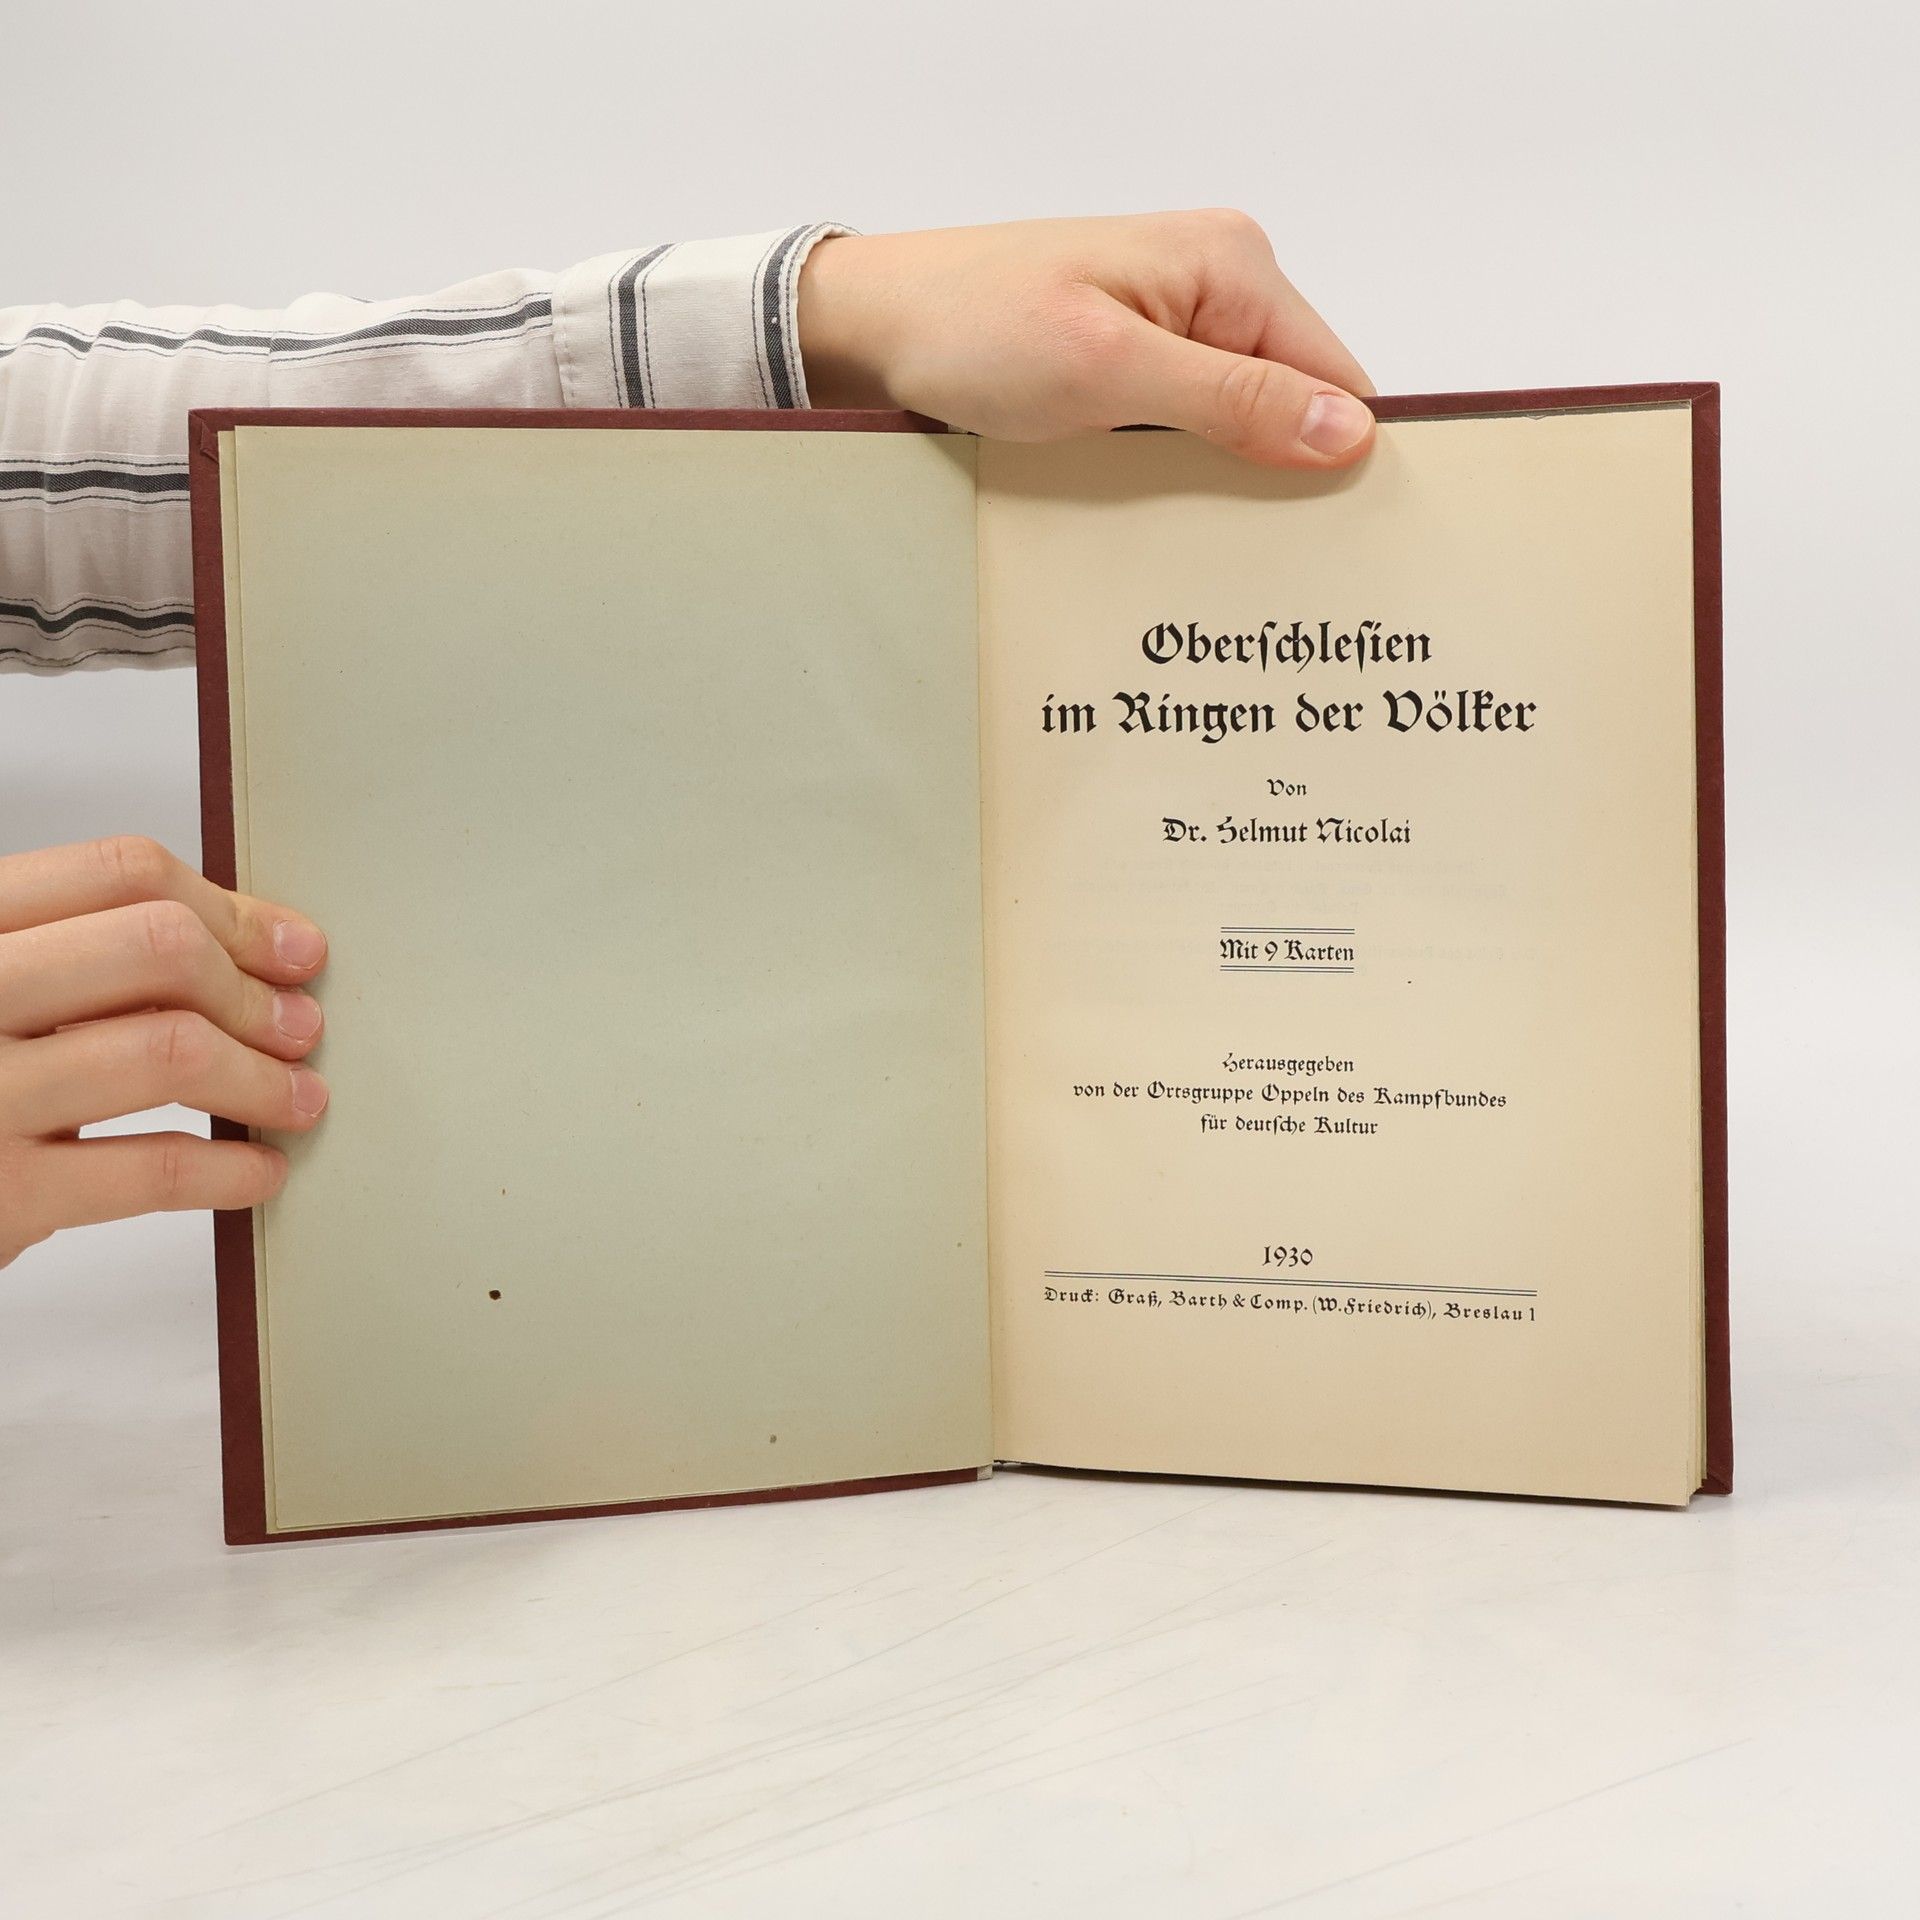 Oberſchleſien
im Ringen der Völker
Von
Dr. Helmut Nicolai
Mit 9 Karten
Herausgegeben
von der Ortsgruppe Oppeln des Kampfbundes
für deutſche Kultur
1930
Druck: Graß, Barth & Comp. (W. Friedrich), Breslau 1